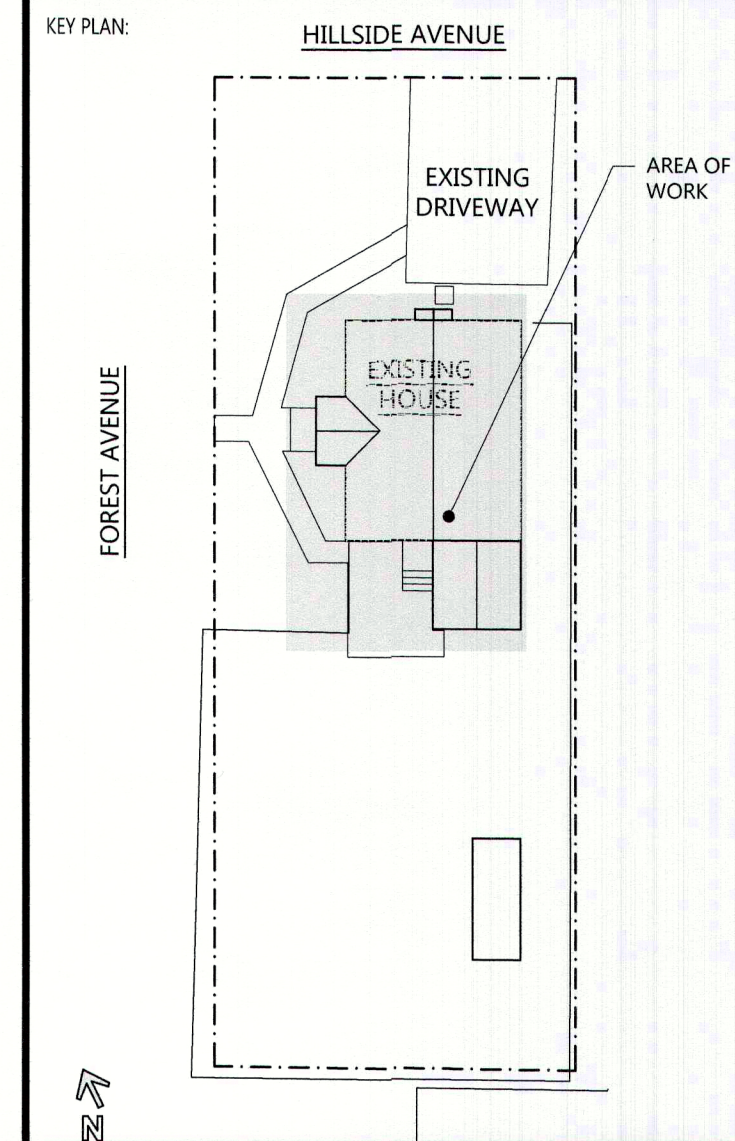 KEY PLAN:
HILLSIDE AVENUE
EXISTING
DRIVEWAY
AREA OF
WORK
EXISTING
HOUSE
FOREST AVENUE
N